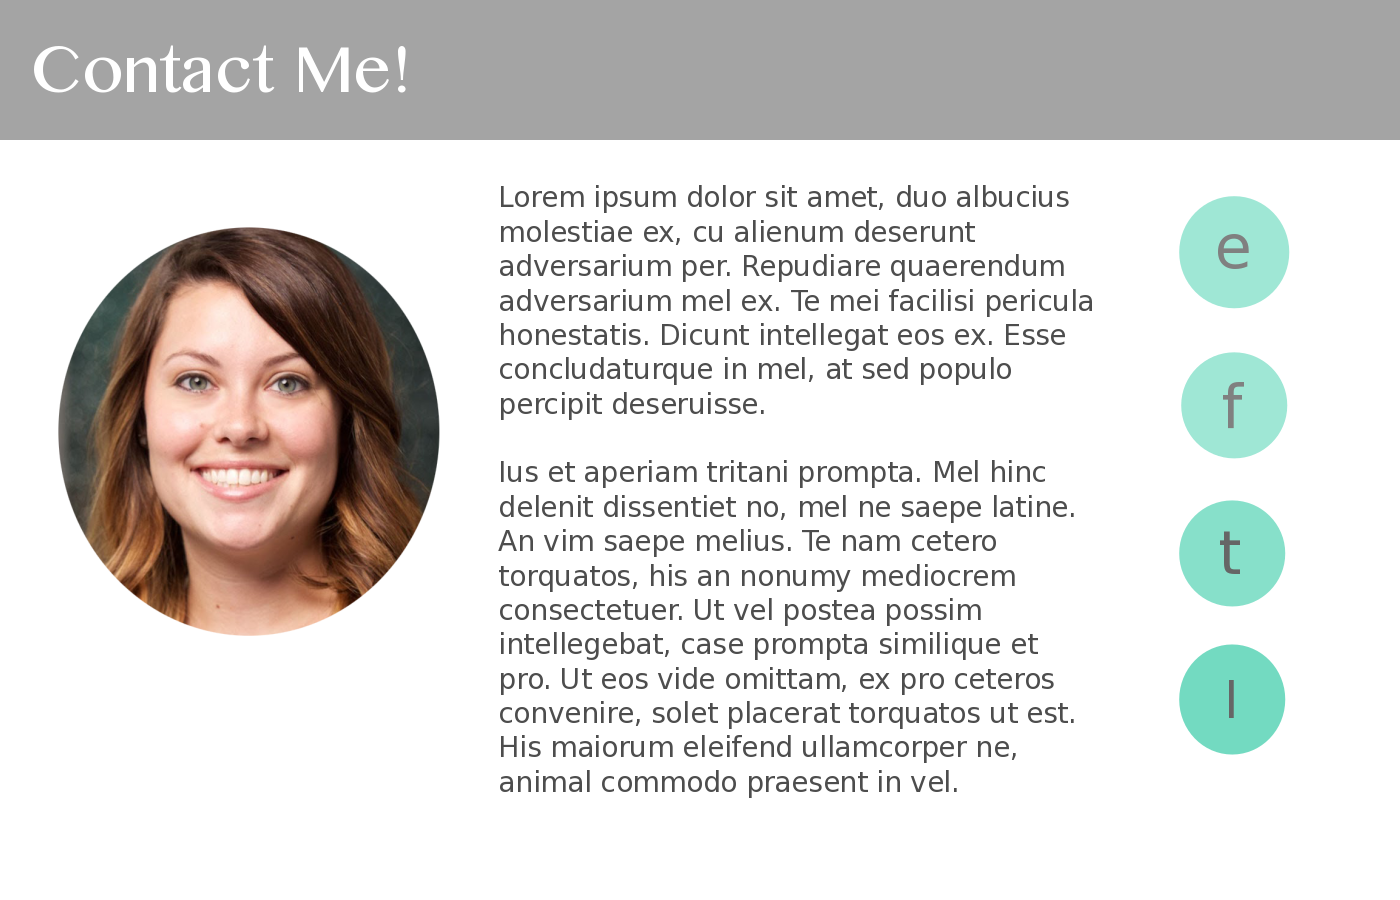 Contact Me!
Lorem ipsum dolor sit amet, duo albucius
molestiae ex, cu alienum deserunt
adversarium per. Repudiare quaerendum
adversarium mel ex. Te mei facilisi pericula
honestatis. Dicunt intellegat eos ex. Esse
concludaturque in mel, at sed populo
percipit deseruisse.
Ius et aperiam tritani prompta. Mel hinc
delenit dissentiet no, mel ne saepe latine.
An vim saepe melius. Te nam cetero
torquatos, his an nonumy mediocrem
consectetuer. Ut vel postea possim
intellegebat, case prompta similique et
pro. Ut eos vide omittam, ex pro ceteros
convenire, solet placerat torquatos ut est.
His maiorum eleifend ullamcorper ne,
animal commodo praesent in vel.
e
f
t
I